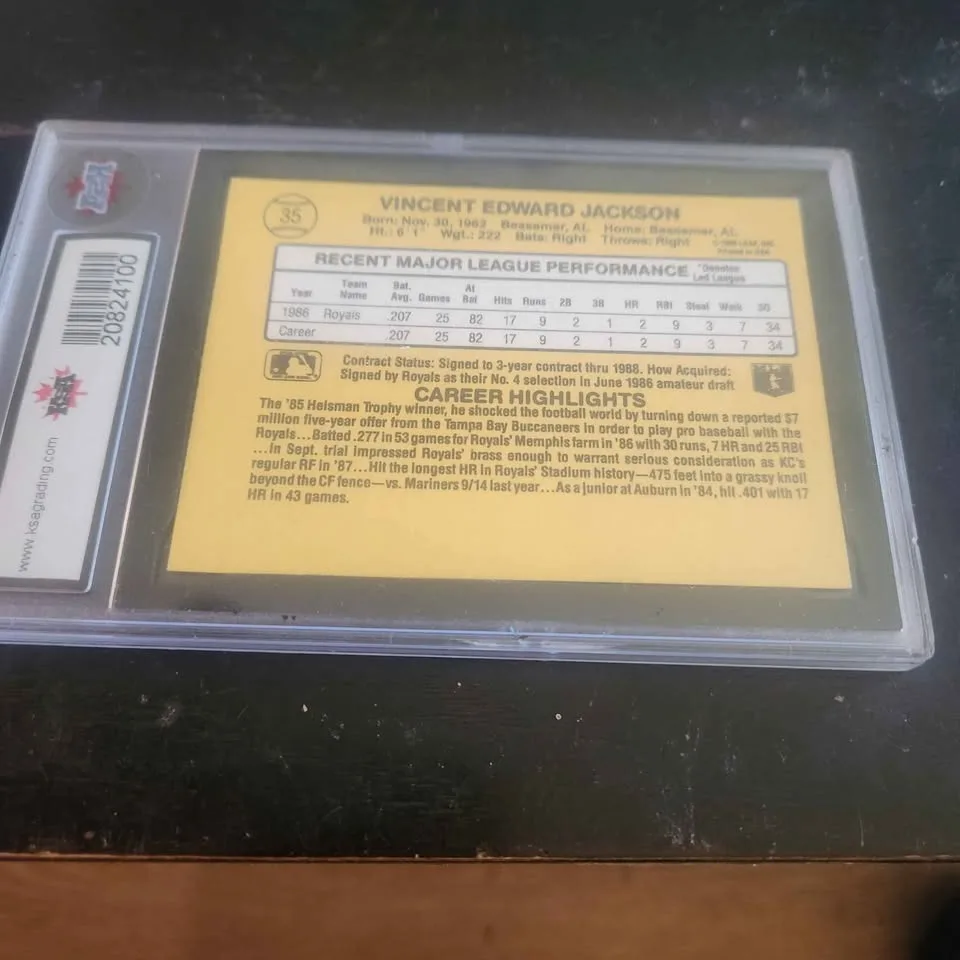 KSA
20824100
KSA
www.ksagrading.com
35
VINCENT EDWARD JACKSON
Born: Nov. 30, 1962 Bessemer, AL Home: Bessemer, AL
Ht.: 6'1" Wgt.: 222 Bats: Right Throws: Right
Printed in USA
RECENT MAJOR LEAGUE PERFORMANCE *Denotes Led League
Year Team Name Bat. Avg. Games At Bat Hits Runs 2B 3B HR RBI Steal Walk SO
1986 Royals .207 25 82 17 9 2 1 2 9 3 7 34
Career .207 25 82 17 9 2 1 2 9 3 7 34
Contract Status: Signed to 3-year contract thru 1988. How Acquired:
Signed by Royals as their No. 4 selection in June 1986 amateur draft
CAREER HIGHLIGHTS
The '85 Heisman Trophy winner, he shocked the football world by turning down a reported $7
million five-year offer from the Tampa Bay Buccaneers in order to play pro baseball with the
Royals...Batted .277 in 53 games for Royals' Memphis farm in '86 with 30 runs, 7 HR and 25 RBI
...In Sept. trial impressed Royals' brass enough to warrant serious consideration as KC's
regular RF in '87...Hit the longest HR in Royals' Stadium history—475 feet into a grassy knoll
beyond the CF fence—vs. Mariners 9/14 last year...As a junior at Auburn in '84, hit .401 with 17
HR in 43 games.